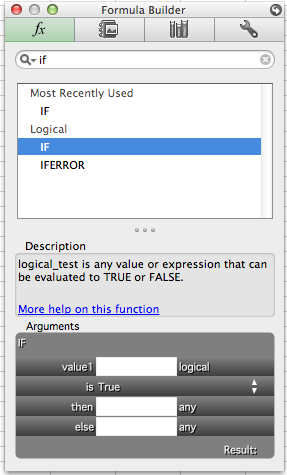 Formula Builder
fx
if
Most Recently Used
IF
Logical
IF
IFERROR
Description
logical_test is any value or expression that can
be evaluated to TRUE or FALSE.
More help on this function
Arguments
IF
value1 logical
is True
then any
else any
Result: